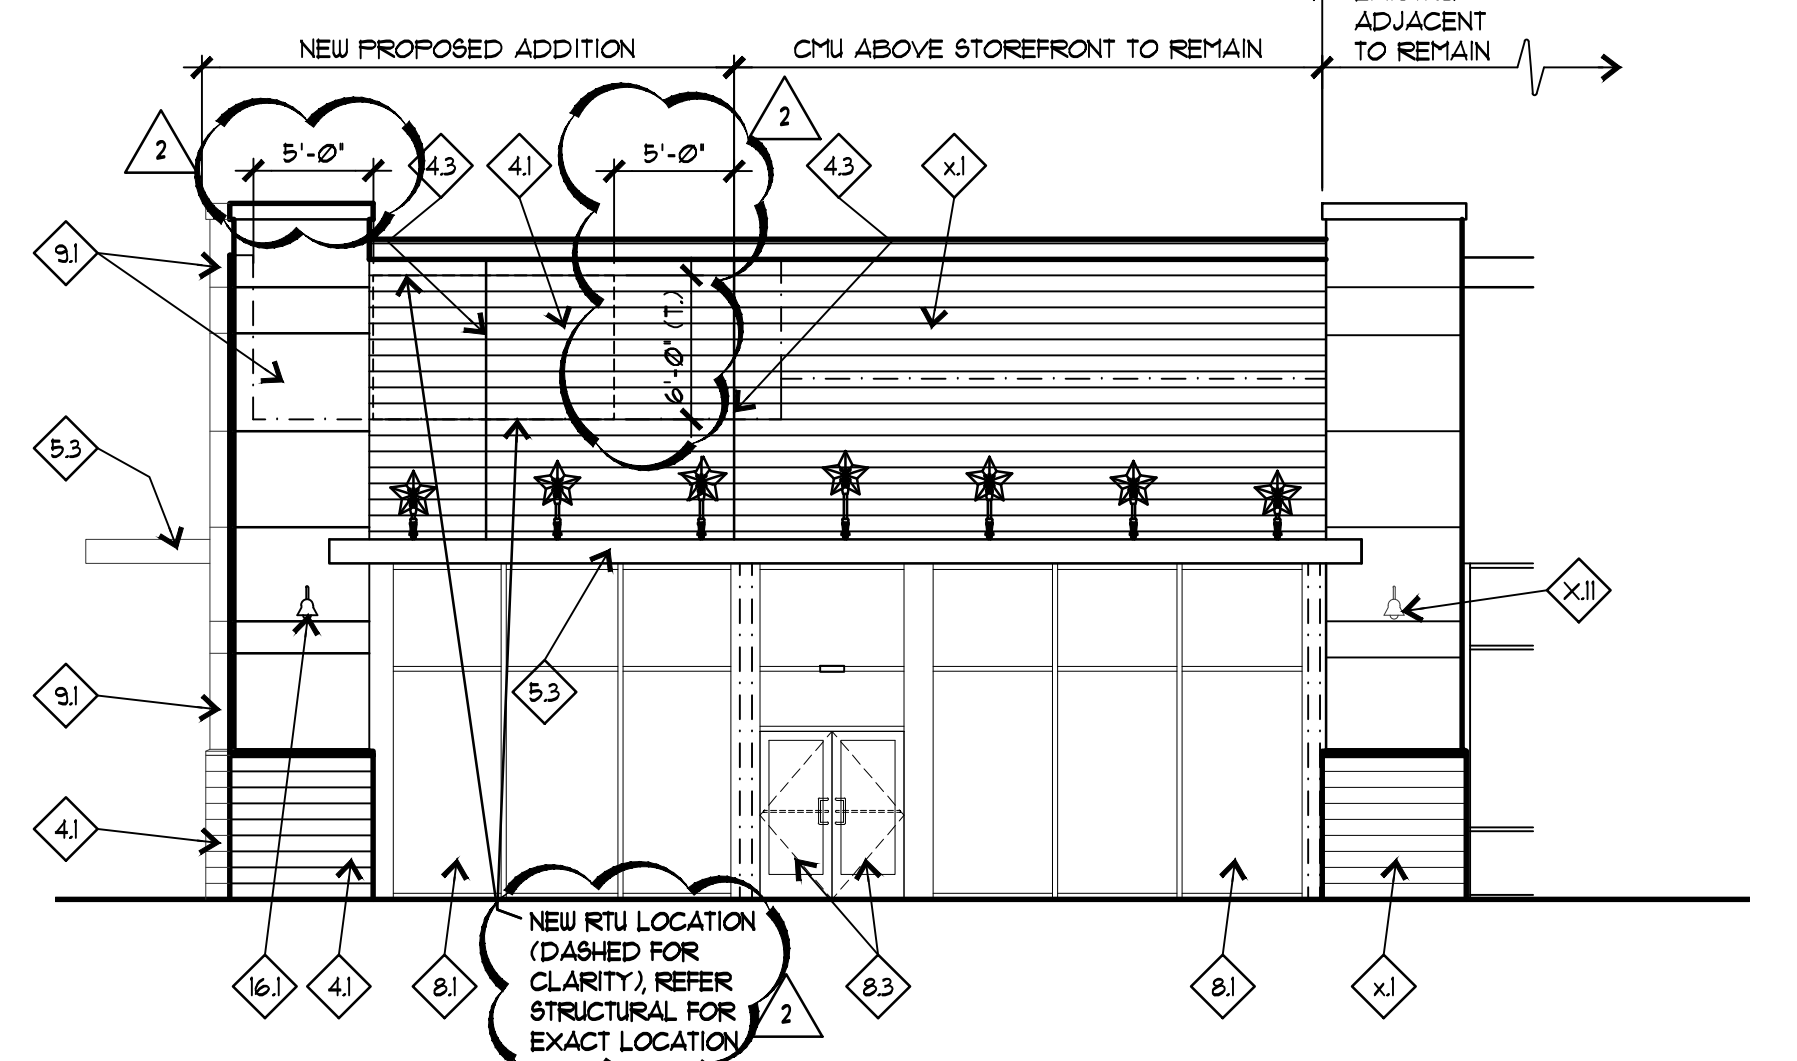 ADJACENT
TO REMAIN
NEW PROPOSED ADDITION
CMU ABOVE STOREFRONT TO REMAIN
2
2
5'-0"
5'-0"
4.3
4.1
4.3
x.1
9.1
6'-0" (T.)
5.3
X.11
9.1
5.3
4.1
NEW RTU LOCATION
(DASHED FOR
CLARITY), REFER
STRUCTURAL FOR
EXACT LOCATION
16.1
4.1
8.1
2
8.3
8.1
x.1